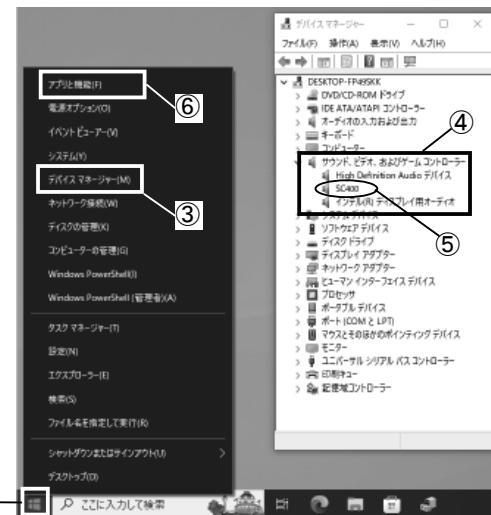 アプリと機能(F)
⑥
電源オプション(O)
イベント ビューアー(V)
システム(Y)
デバイス マネージャー(M)
③
ネットワーク接続(W)
ディスクの管理(K)
コンピューターの管理(G)
Windows PowerShell(I)
Windows PowerShell (管理者)(A)
タスク マネージャー(T)
設定(N)
エクスプローラー(E)
検索(S)
ファイル名を指定して実行(R)
シャットダウンまたはサインアウト(U)
デスクトップ(D)
ここに入力して検索
デバイス マネージャー
ファイル(F) 操作(A) 表示(V) ヘルプ(H)
DESKTOP-FP49SKK
DVD/CD-ROM ドライブ
IDE ATA/ATAPI コントローラー
オーディオの入力および出力
キーボード
コンピューター
④
サウンド、ビデオ、およびゲーム コントローラー
High Definition Audio デバイス
SC400
インテル(R) ディスプレイ用オーディオ
⑤
システム デバイス
ソフトウェア デバイス
ディスク ドライブ
ディスプレイ アダプター
ネットワーク アダプター
ヒューマン インターフェイス デバイス
プロセッサ
ポータブル デバイス
ポート (COM と LPT)
マウスとそのほかのポインティング デバイス
モニター
ユニバーサル シリアル バス コントローラー
印刷キュー
記憶域コントローラー